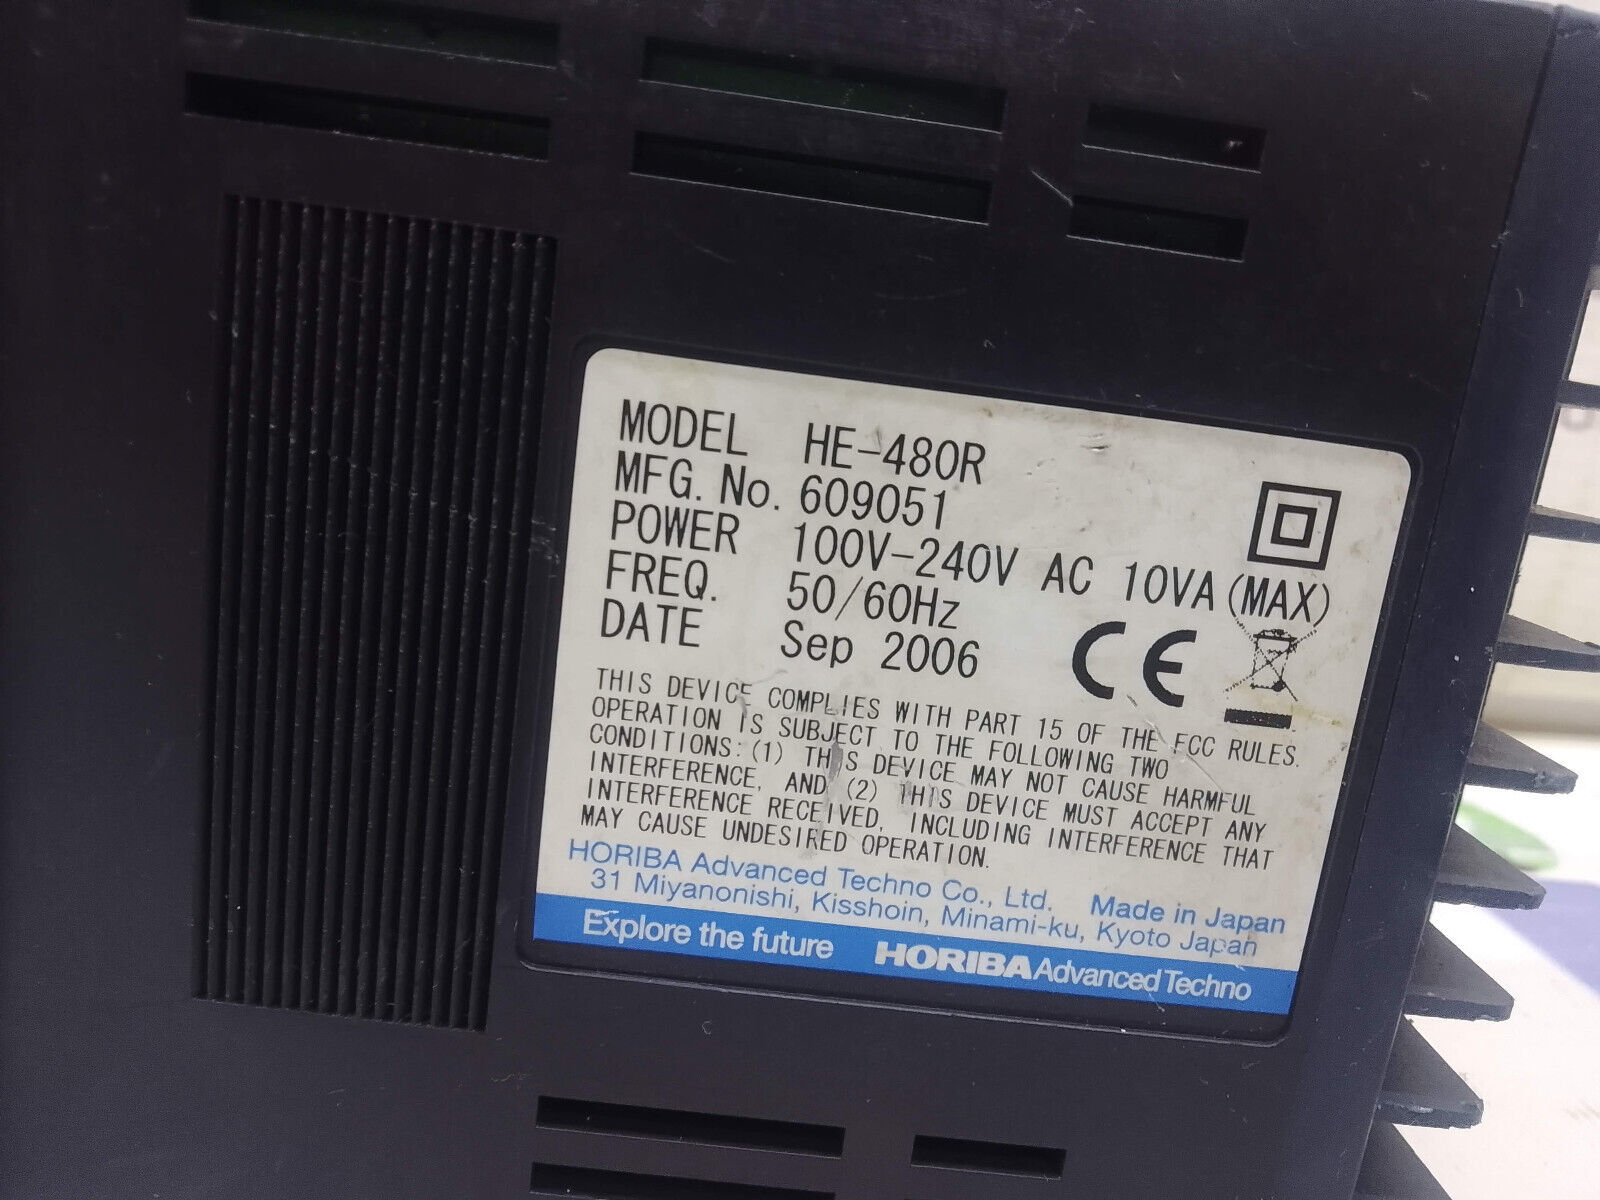 MODEL HE-480R
MFG. No. 609051
POWER 100V-240V AC 10VA (MAX)
FREQ. 50/60Hz
DATE Sep 2006
CE
THIS DEVICE COMPLIES WITH PART 15 OF THE FCC RULES.
OPERATION IS SUBJECT TO THE FOLLOWING TWO
CONDITIONS: (1) THIS DEVICE MAY NOT CAUSE HARMFUL
INTERFERENCE, AND (2) THIS DEVICE MUST ACCEPT ANY
INTERFERENCE RECEIVED, INCLUDING INTERFERENCE THAT
MAY CAUSE UNDESIRED OPERATION.
HORIBA Advanced Techno Co., Ltd. Made in Japan
31 Miyanonishi, Kisshoin, Minami-ku, Kyoto Japan
Explore the future HORIBA Advanced Techno